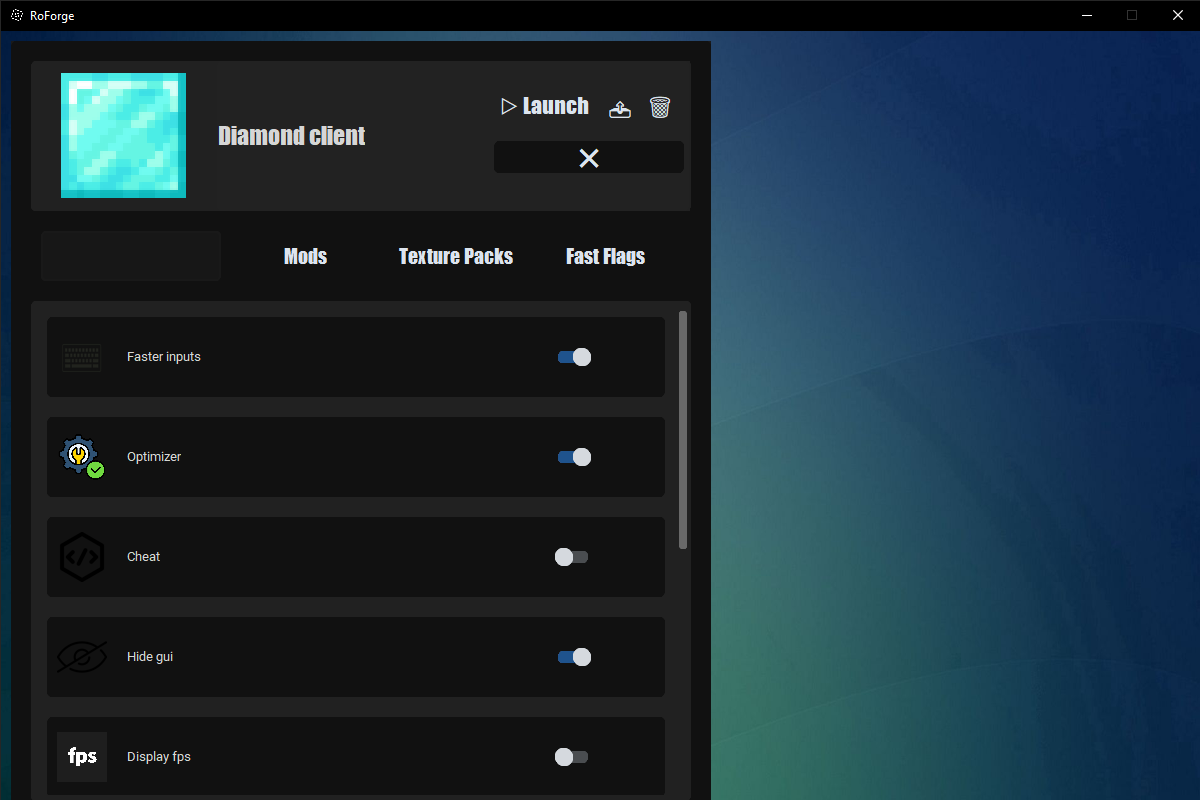 RoForge
Launch
Diamond client
Mods
Texture Packs
Fast Flags
Faster inputs
Optimizer
Cheat
Hide gui
fps
Display fps